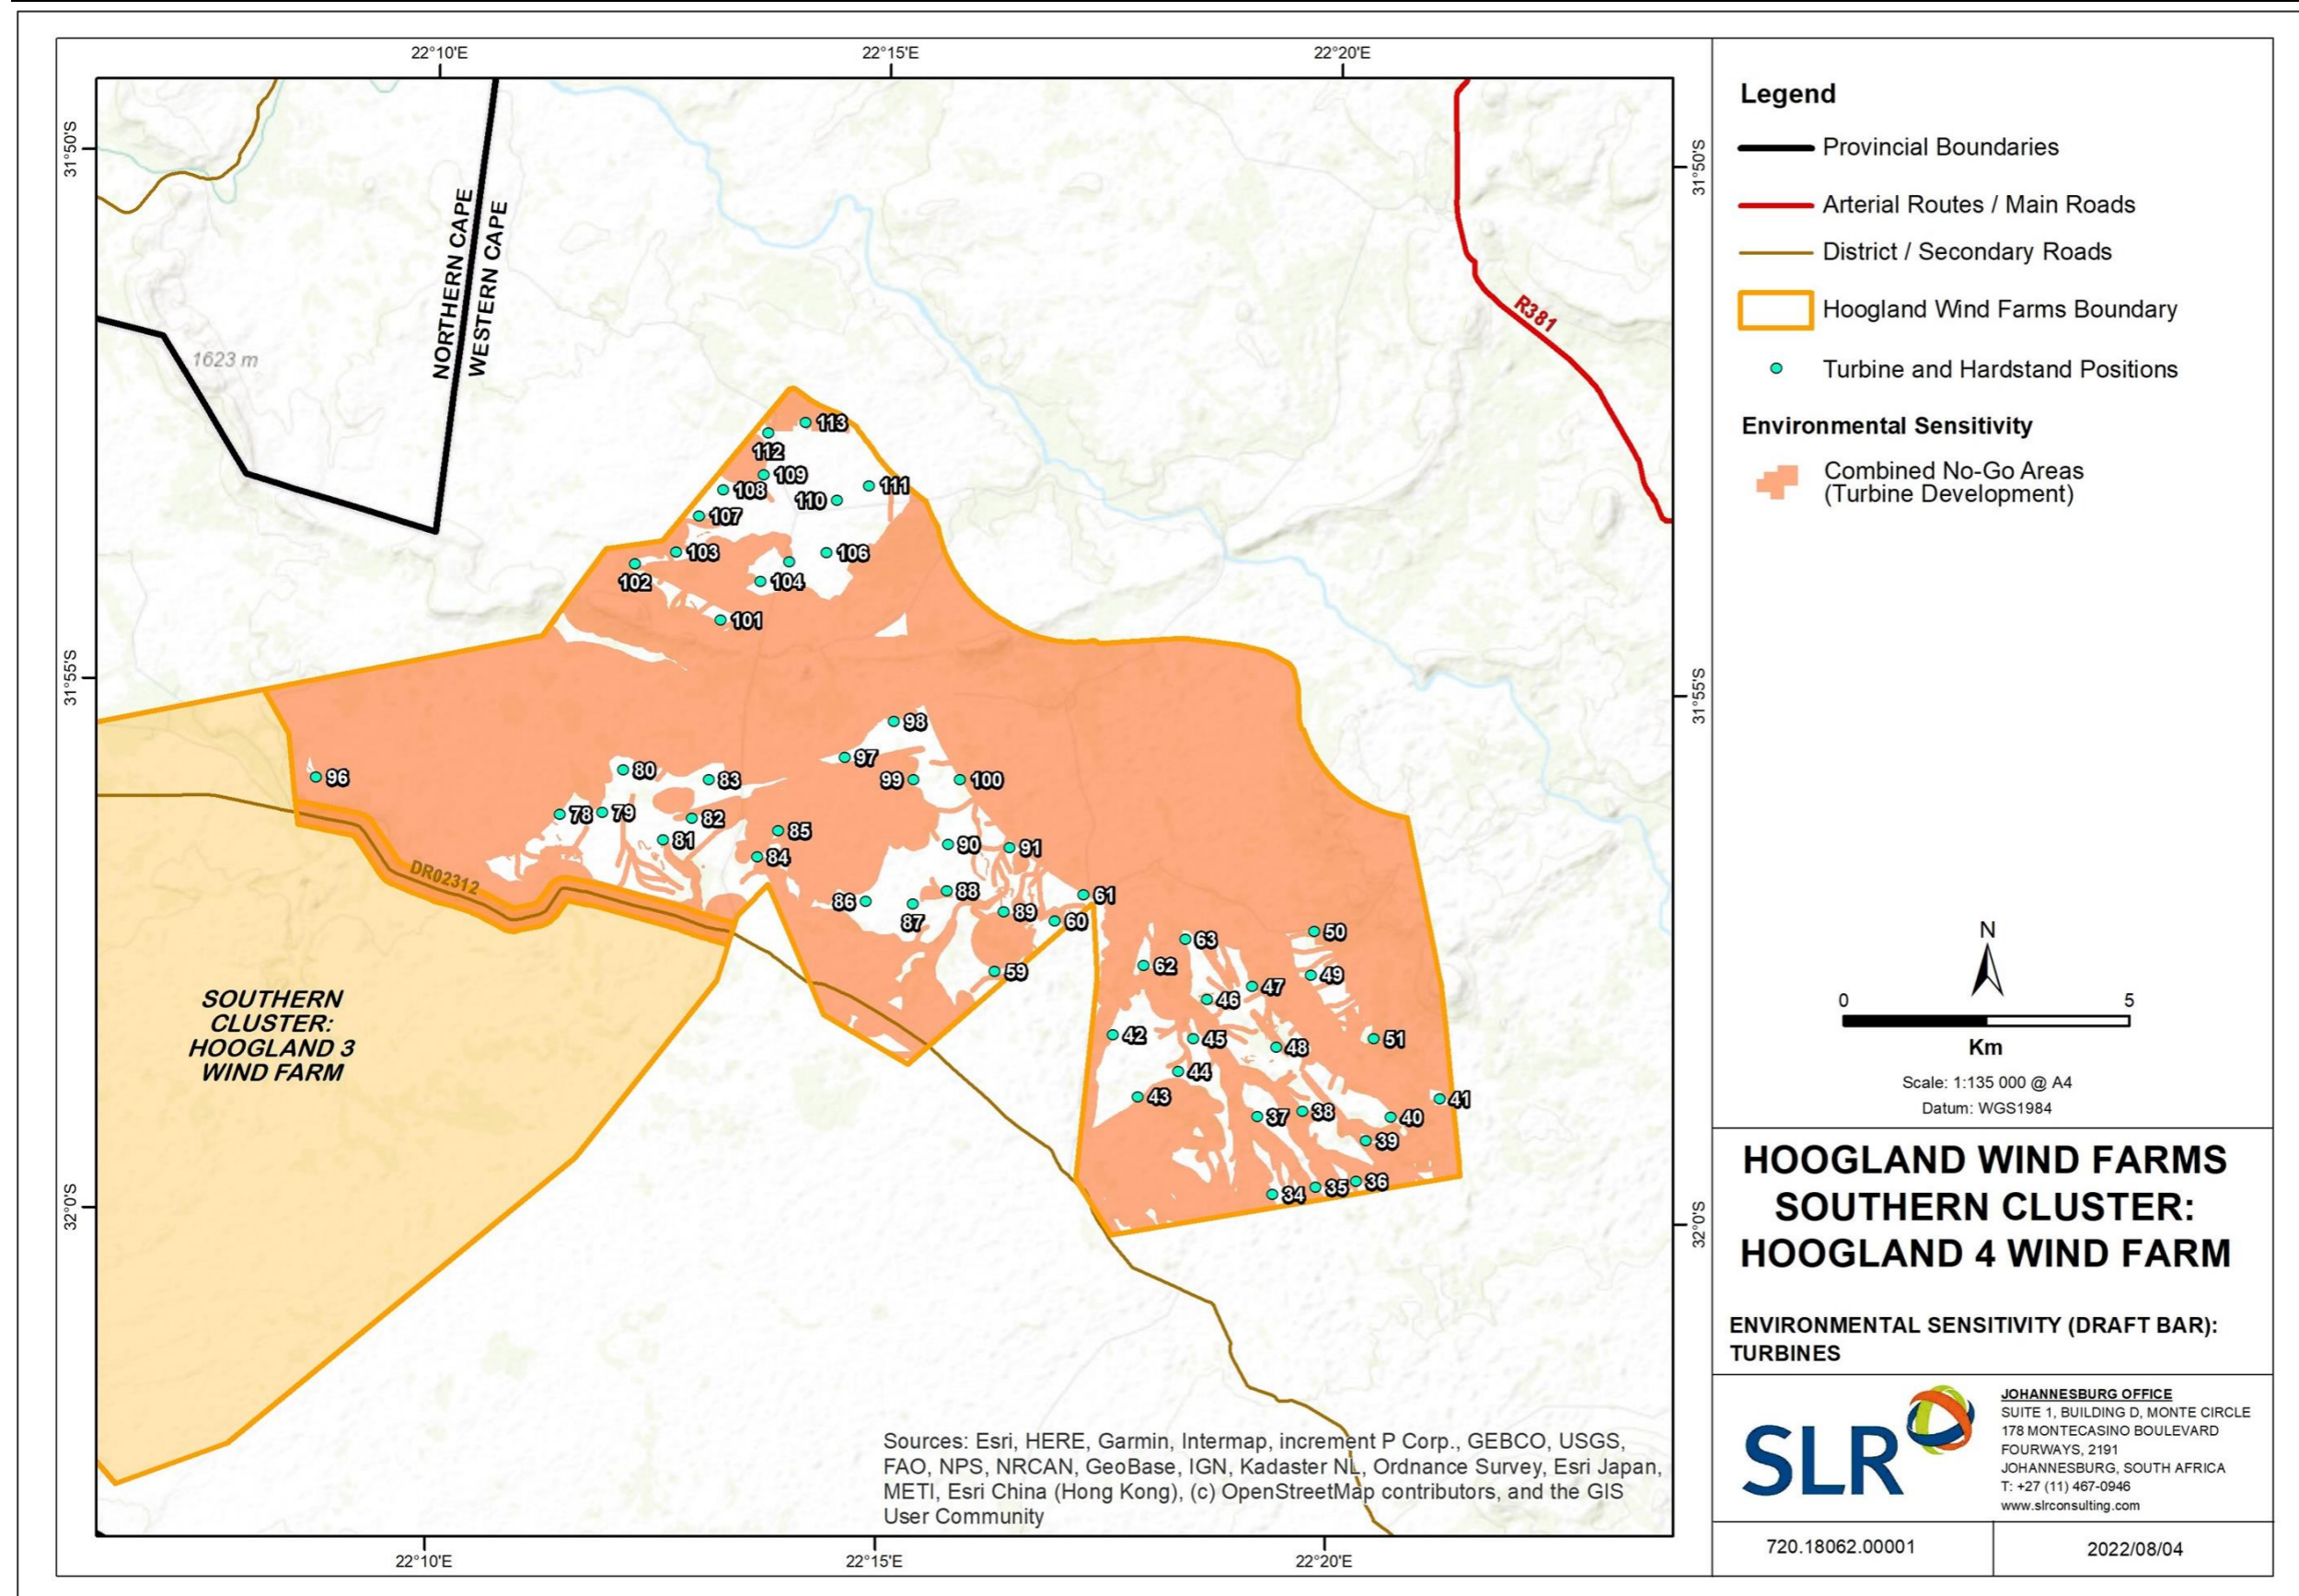 22°10'E
22°15'E
22°20'E
31°50'S
31°50'S
31°55'S
31°55'S
32°0'S
32°0'S
22°10'E
22°15'E
22°20'E
NORTHERN CAPE
WESTERN CAPE
1623 m
R381
113
112
109
108
111
110
107
103
106
102
104
101
98
97
96
80
83
99
100
78
79
82
85
81
90
91
84
88
61
86
87
89
60
DR02312
50
63
62
59
49
47
46
42
45
48
51
44
43
41
38
37
40
39
36
35
34
SOUTHERN
CLUSTER:
HOOGLAND 3
WIND FARM
Sources: Esri, HERE, Garmin, Intermap, increment P Corp., GEBCO, USGS,
FAO, NPS, NRCAN, GeoBase, IGN, Kadaster NL, Ordnance Survey, Esri Japan,
METI, Esri China (Hong Kong), (c) OpenStreetMap contributors, and the GIS
User Community
Legend
Provincial Boundaries
Arterial Routes / Main Roads
District / Secondary Roads
Hoogland Wind Farms Boundary
Turbine and Hardstand Positions
Environmental Sensitivity
Combined No-Go Areas
(Turbine Development)
N
0 5
Km
Scale: 1:135 000 @ A4
Datum: WGS1984
HOOGLAND WIND FARMS
SOUTHERN CLUSTER:
HOOGLAND 4 WIND FARM
ENVIRONMENTAL SENSITIVITY (DRAFT BAR):
TURBINES
SLR
JOHANNESBURG OFFICE
SUITE 1, BUILDING D, MONTE CIRCLE
178 MONTECASINO BOULEVARD
FOURWAYS, 2191
JOHANNESBURG, SOUTH AFRICA
T: +27 (11) 467-0946
www.slrconsulting.com
720.18062.00001
2022/08/04